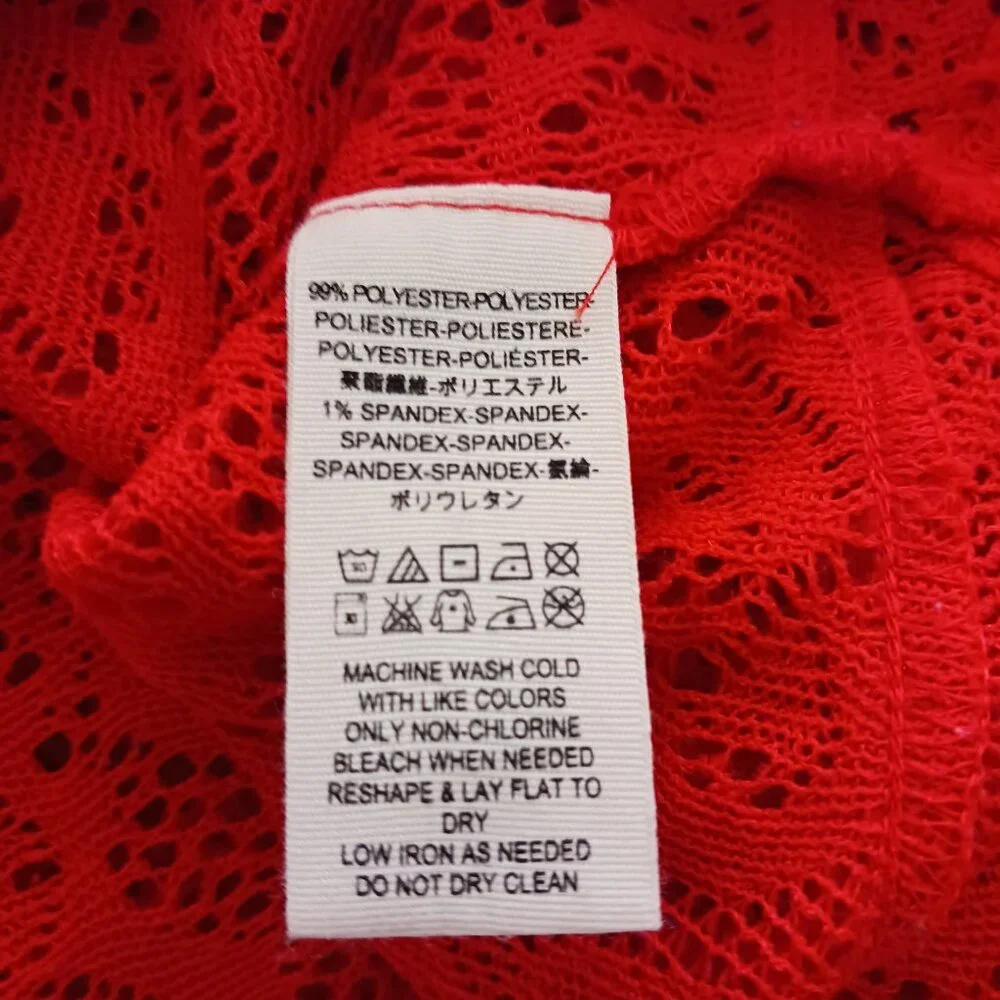 99% POLYESTER-POLYESTER-
POLIESTER-POLIESTERE-
POLYESTER-POLIÉSTER-
聚酯纖維-ポリエステル
1% SPANDEX-SPANDEX-
SPANDEX-SPANDEX-
SPANDEX-SPANDEX-氨綸-
ポリウレタン
30
MACHINE WASH COLD
WITH LIKE COLORS
ONLY NON-CHLORINE
BLEACH WHEN NEEDED
RESHAPE & LAY FLAT TO
DRY
LOW IRON AS NEEDED
DO NOT DRY CLEAN